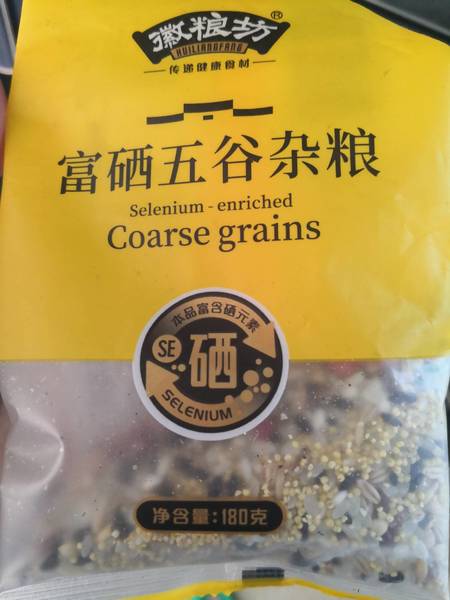 徽粮坊®
HUILIANGFANG
传递健康食材
富硒五谷杂粮
Selenium-enriched
Coarse grains
本品富含硒元素
SE
硒
SELENIUM
净含量:180克